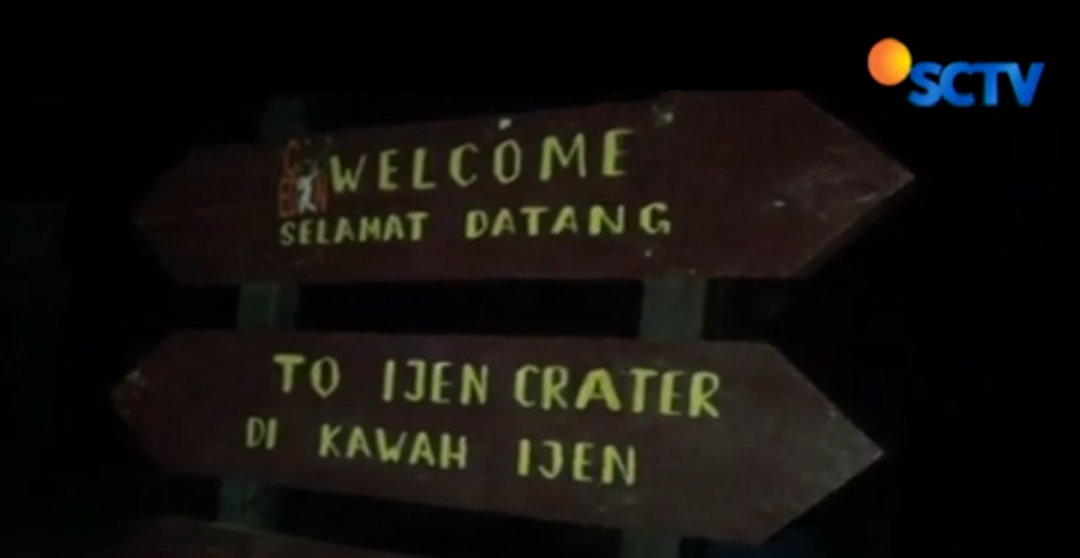 SCTV
WELCOME
SELAMAT DATANG
TO IJEN CRATER
DI KAWAH IJEN